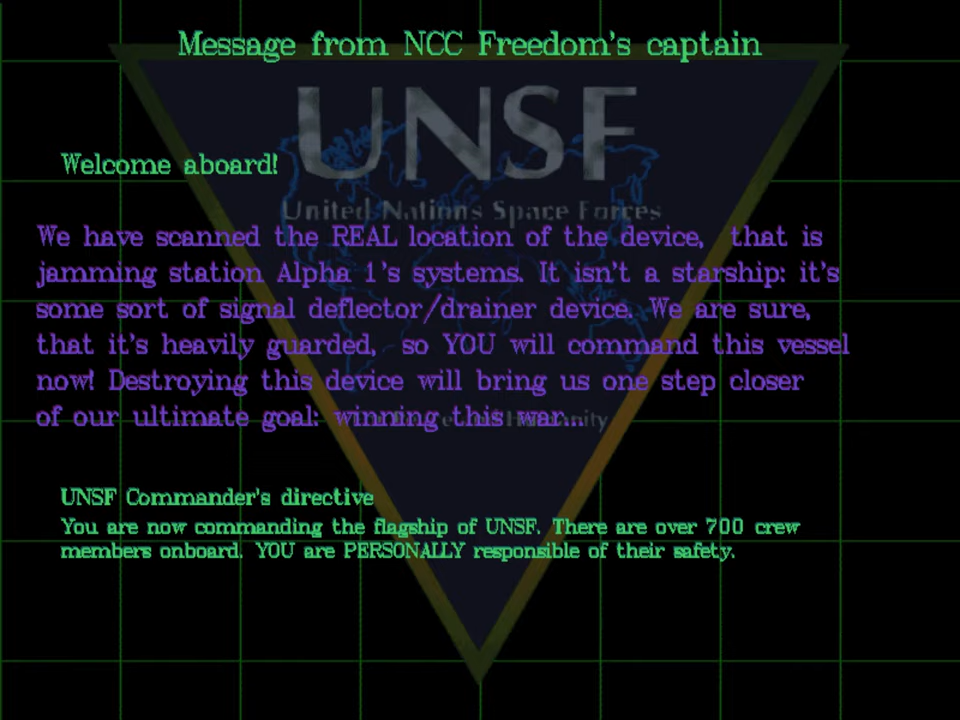 Message from NCC Freedom's captain
UNSF
United Nations Space Forces
Welcome aboard!
We have scanned the REAL location of the device,  that is
jamming station Alpha 1's systems. It isn't a starship: it's
some sort of signal deflector/drainer device. We are sure,
that it's heavily guarded,  so YOU will command this vessel
now! Destroying this device will bring us one step closer
of our ultimate goal: winning this war...
UNSF Commander's directive
You are now commanding the flagship of UNSF. There are over 700 crew
members onboard. YOU are PERSONALLY responsible of their safety.